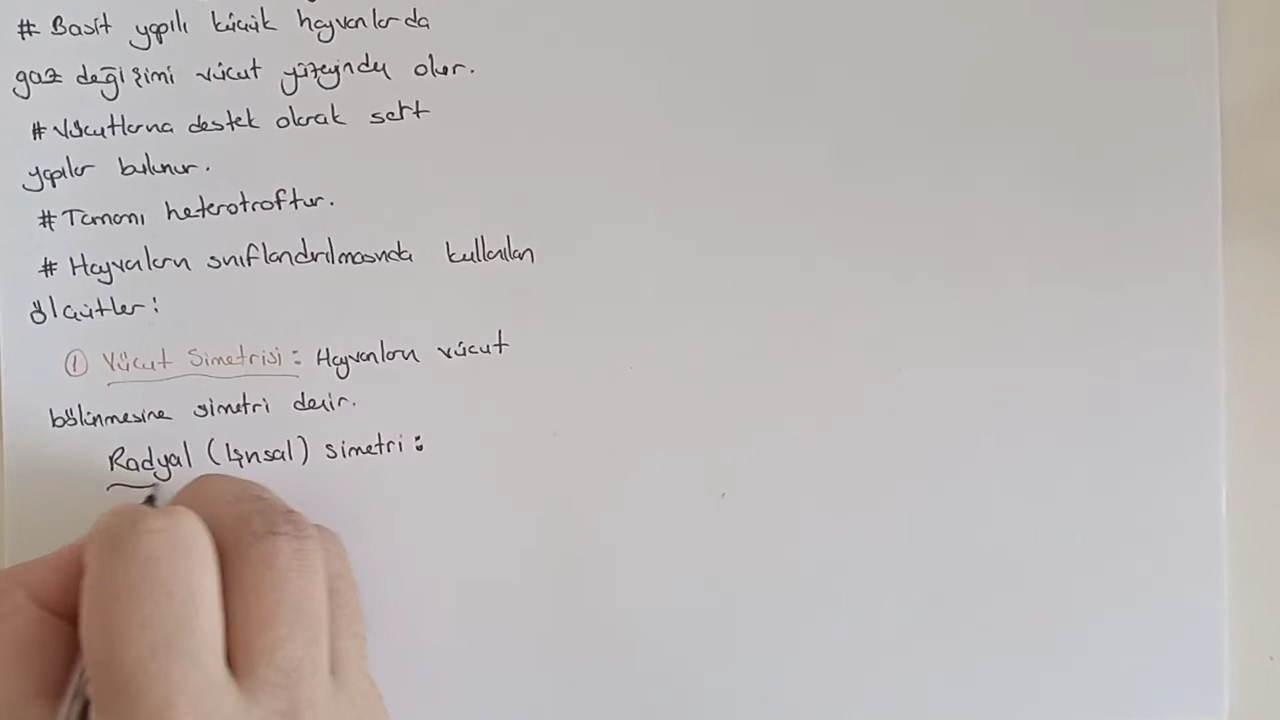 # Basit yapılı küçük hayvanlarda
gaz değişimi vücut yüzeyinden olur.
# Vücutlarına destek olarak sert
yapılar bulunur.
# Tamamı heterotroftur.
# Hayvanların sınıflandırılmasında kullanılan
ölçütler:
① Vücut Simetrisi: Hayvanların vücut
bölünmesine simetri denir.
Radyal (Işınsal) simetri: